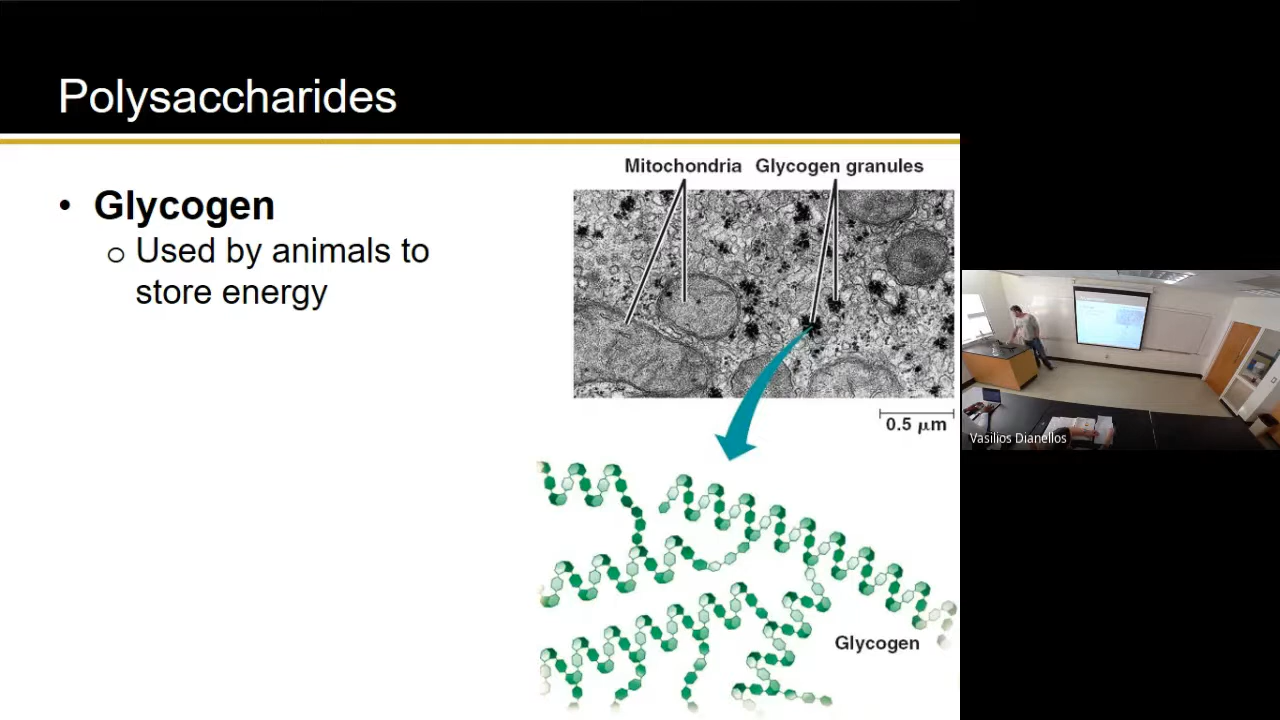 Polysaccharides
• Glycogen
o Used by animals to
store energy
Mitochondria Glycogen granules
0.5 μm
Glycogen
Vasilios Dianellos